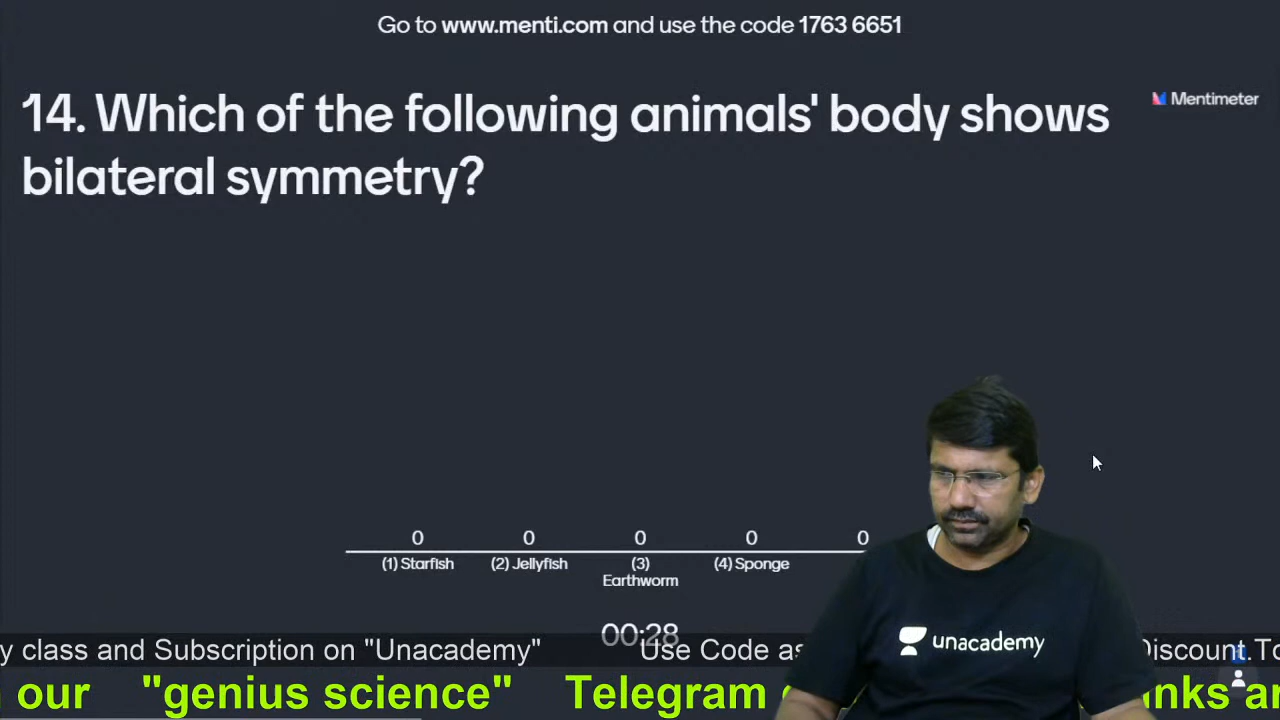 Go to www.menti.com and use the code 1763 6651
14. Which of the following animals' body shows
bilateral symmetry?
Mentimeter
0 0 0 0 0
(1) Starfish (2) Jellyfish (3) Earthworm (4) Sponge
00:28
unacademy
y class and Subscription on "Unacademy" Use Code as Discount.To
our "genius science" Telegram